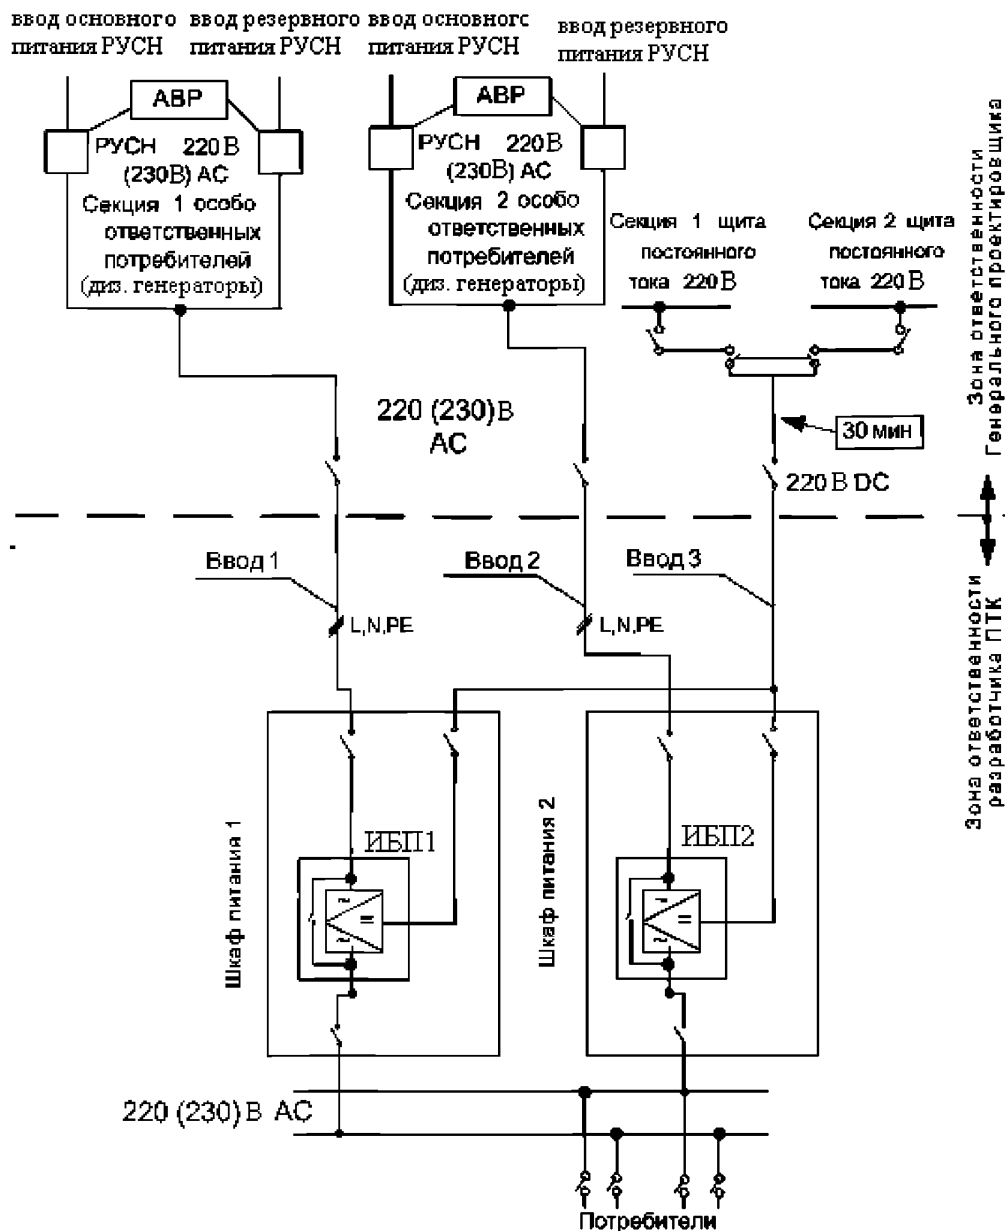 ввод основного
питания РУСН
ввод резервного
питания РУСН
ввод основного
питания РУСН
ввод резервного
питания РУСН
АВР
АВР
РУСН 220В
(230В) АС
Секция 1 особо
ответственных
потребителей
(диз. генераторы)
РУСН 220В
(230В) АС
Секция 2 особо
ответственных
потребителей
(диз. генераторы)
Секция 1 щита
постоянного
тока 220В
Секция 2 щита
постоянного
тока 220В
Зона ответственности
Генерального проектировщика
220 (230)В
АС
30 мин
220В DC
Ввод 1
Ввод 2
Ввод 3
L,N,PE
L,N,PE
Зона ответственности
разработчика ПТК
Шкаф питания 1
ИБП1
~
=
~
Шкаф питания 2
ИБП2
~
=
~
220 (230)В АС
Потребители